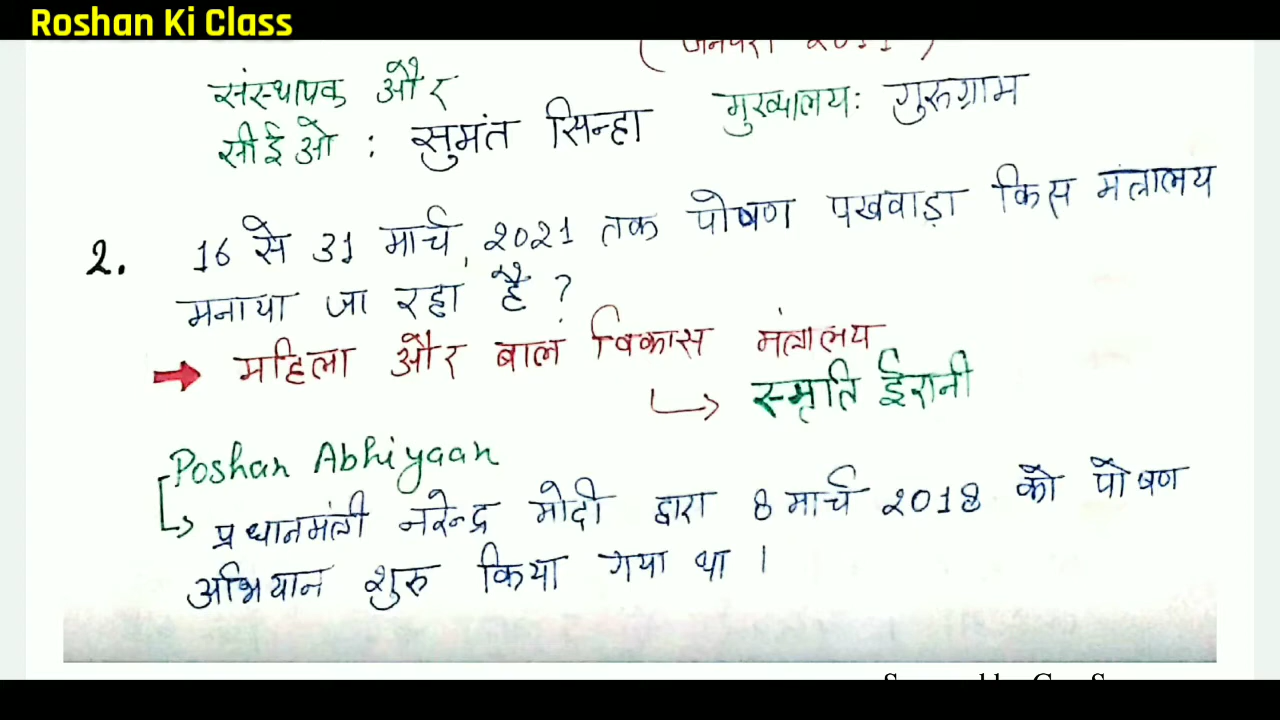 Roshan Ki Class
संस्थापक और
सीईओ : सुमंत सिन्हा मुख्यालयः गुरुग्राम
2. 16 से 31 मार्च, 2021 तक पोषण पखवाड़ा किस मंत्रालय
मनाया जा रहा है ?
→ महिला और बाल विकास मंत्रालय
↳ स्मृति ईरानी
Poshan Abhiyaan
↳ प्रधानमंत्री नरेन्द्र मोदी द्वारा 8 मार्च 2018 को पोषण
अभियान शुरु किया गया था ।